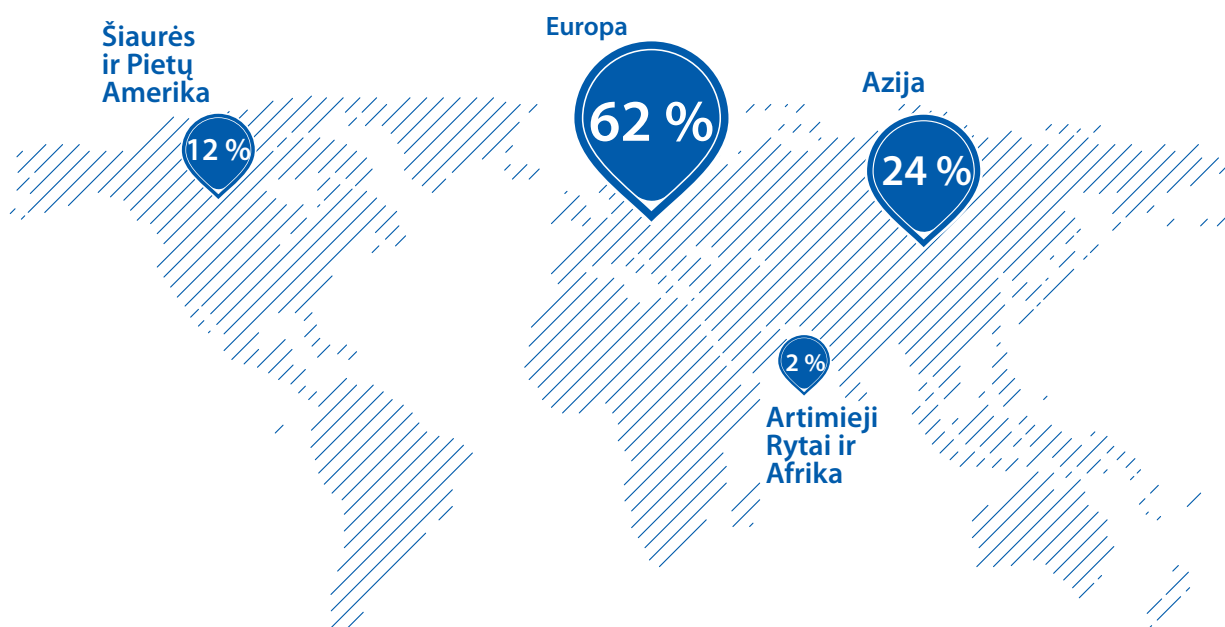 Šiaurės
ir Pietų
Amerika
12 %
Europa
62 %
Azija
24 %
2 %
Artimieji
Rytai ir
Afrika